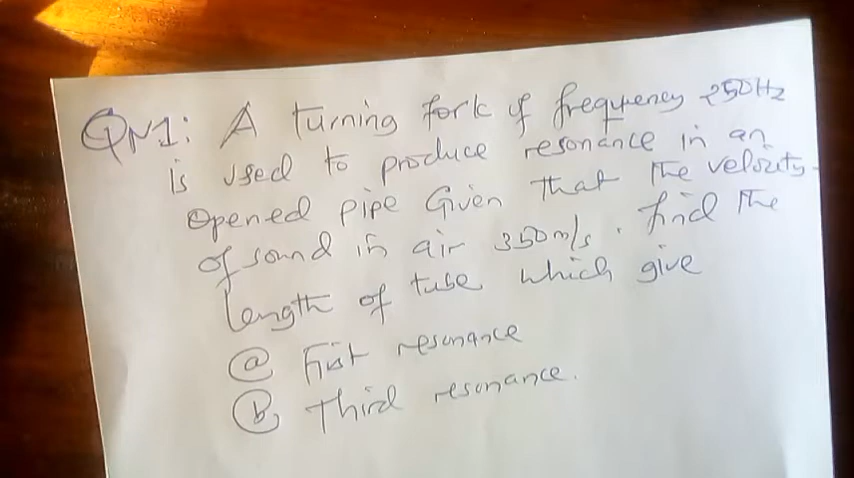 QN1: A turning fork of frequency 250Hz
is used to produce resonance in an
opened pipe Given that the velocity
of sound in air 350m/s. find the
length of tube which give
(a) First resonance
(b) Third resonance.